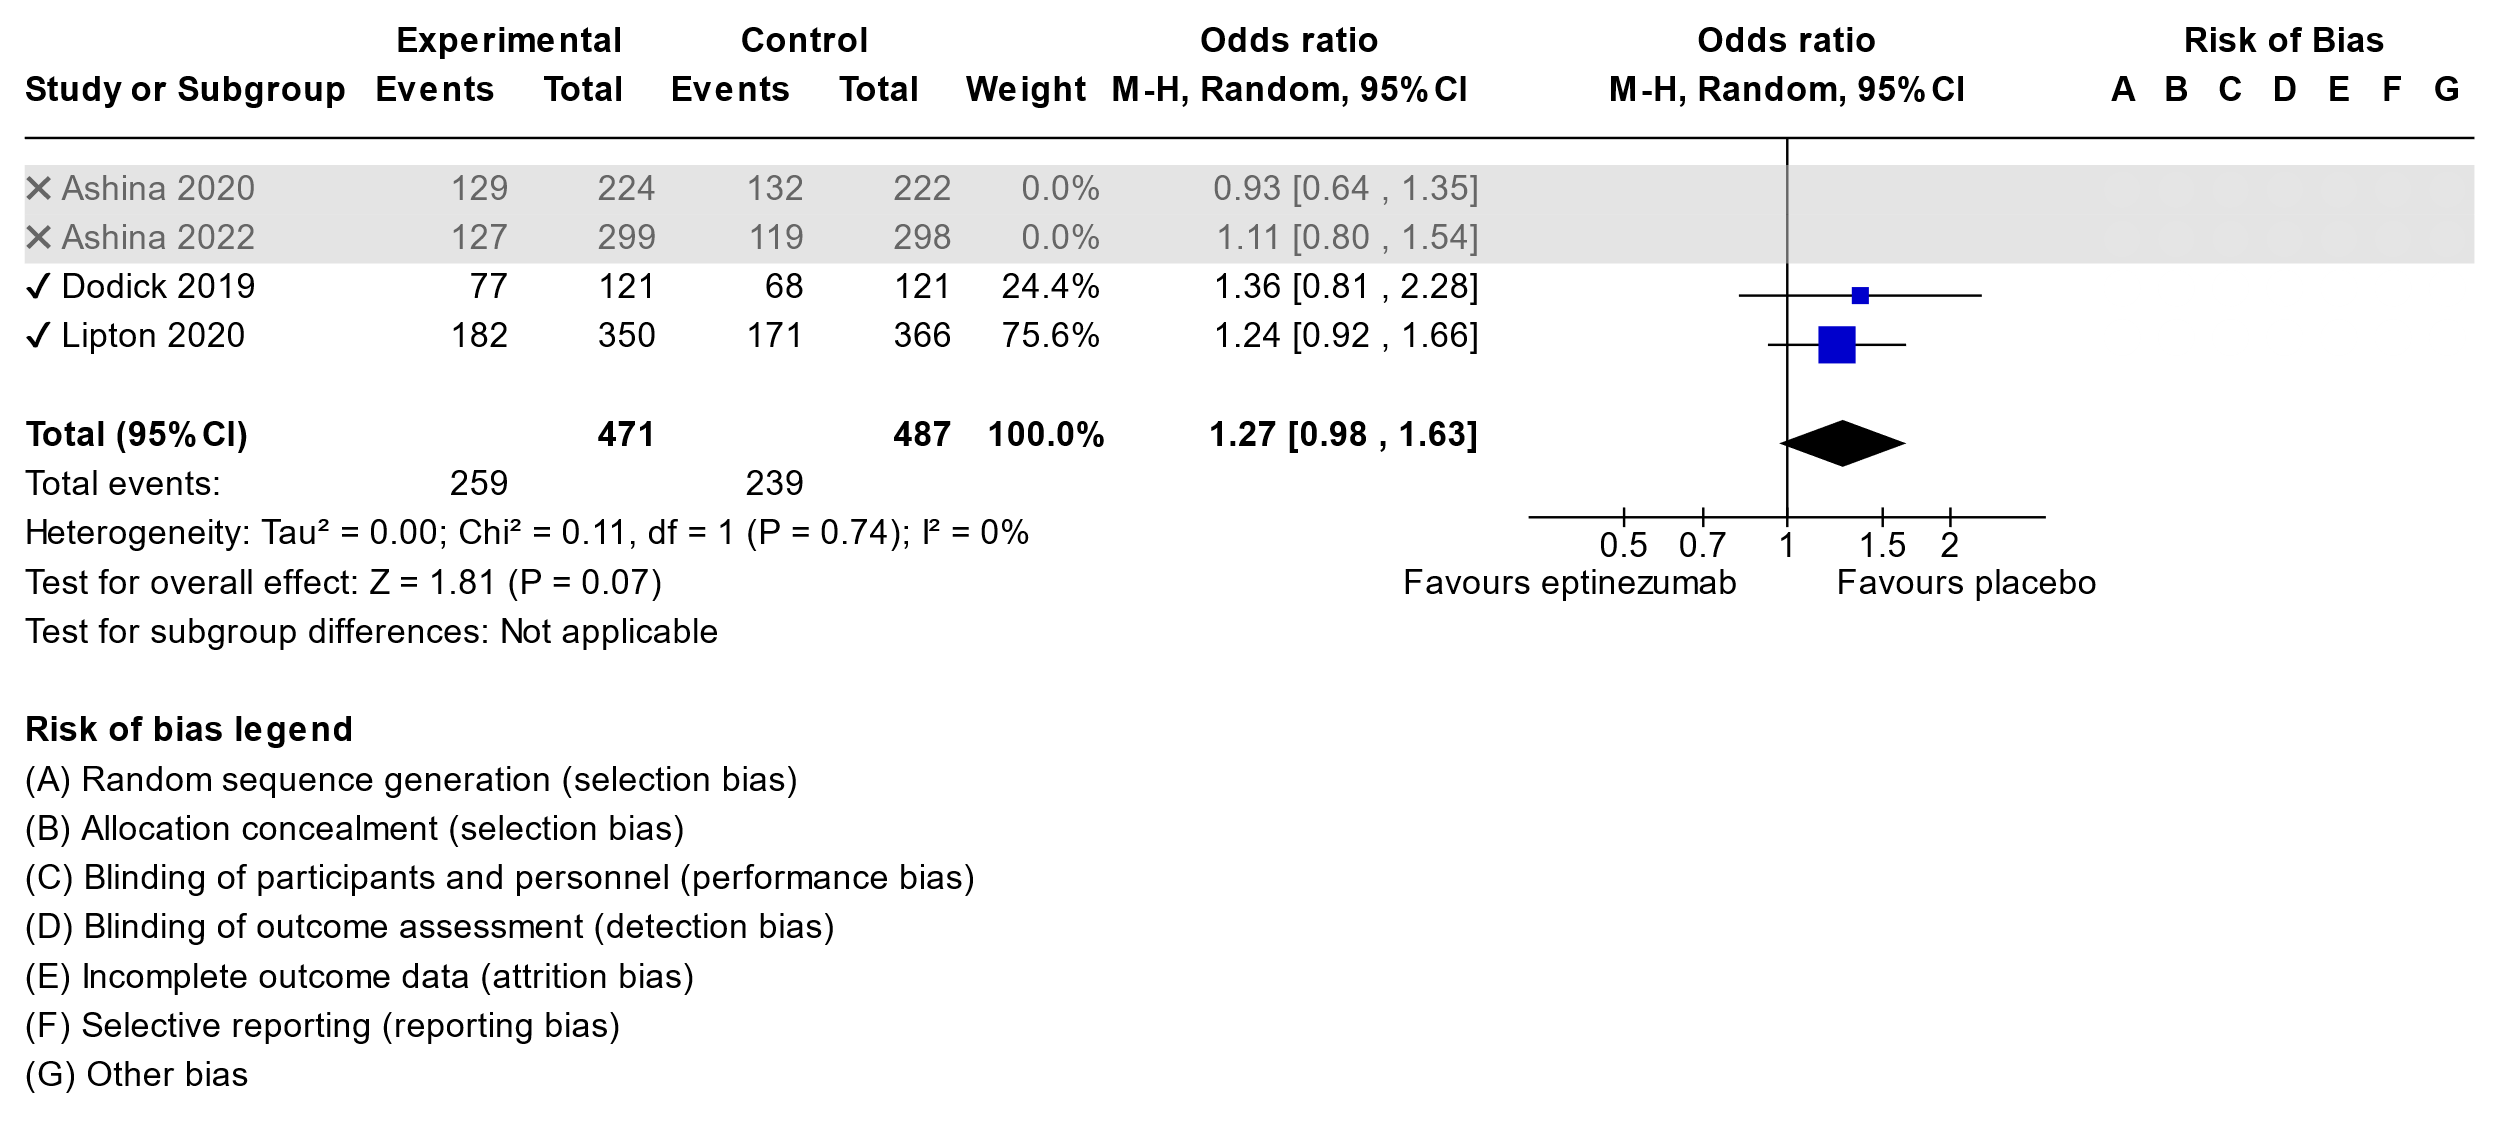 Experimental Control Odds ratio Odds ratio Risk of Bias
Study or Subgroup Events Total Events Total Weight M-H, Random, 95% CI M-H, Random, 95% CI A B C D E F G
✕ Ashina 2020 129 224 132 222 0.0% 0.93 [0.64 , 1.35]
✕ Ashina 2022 127 299 119 298 0.0% 1.11 [0.80 , 1.54]
✓ Dodick 2019 77 121 68 121 24.4% 1.36 [0.81 , 2.28]
✓ Lipton 2020 182 350 171 366 75.6% 1.24 [0.92 , 1.66]
Total (95% CI) 471 487 100.0% 1.27 [0.98 , 1.63]
Total events: 259 239
Heterogeneity: Tau² = 0.00; Chi² = 0.11, df = 1 (P = 0.74); I² = 0%
0.5 0.7 1 1.5 2
Test for overall effect: Z = 1.81 (P = 0.07) Favours eptinezumab Favours placebo
Test for subgroup differences: Not applicable
Risk of bias legend
(A) Random sequence generation (selection bias)
(B) Allocation concealment (selection bias)
(C) Blinding of participants and personnel (performance bias)
(D) Blinding of outcome assessment (detection bias)
(E) Incomplete outcome data (attrition bias)
(F) Selective reporting (reporting bias)
(G) Other bias